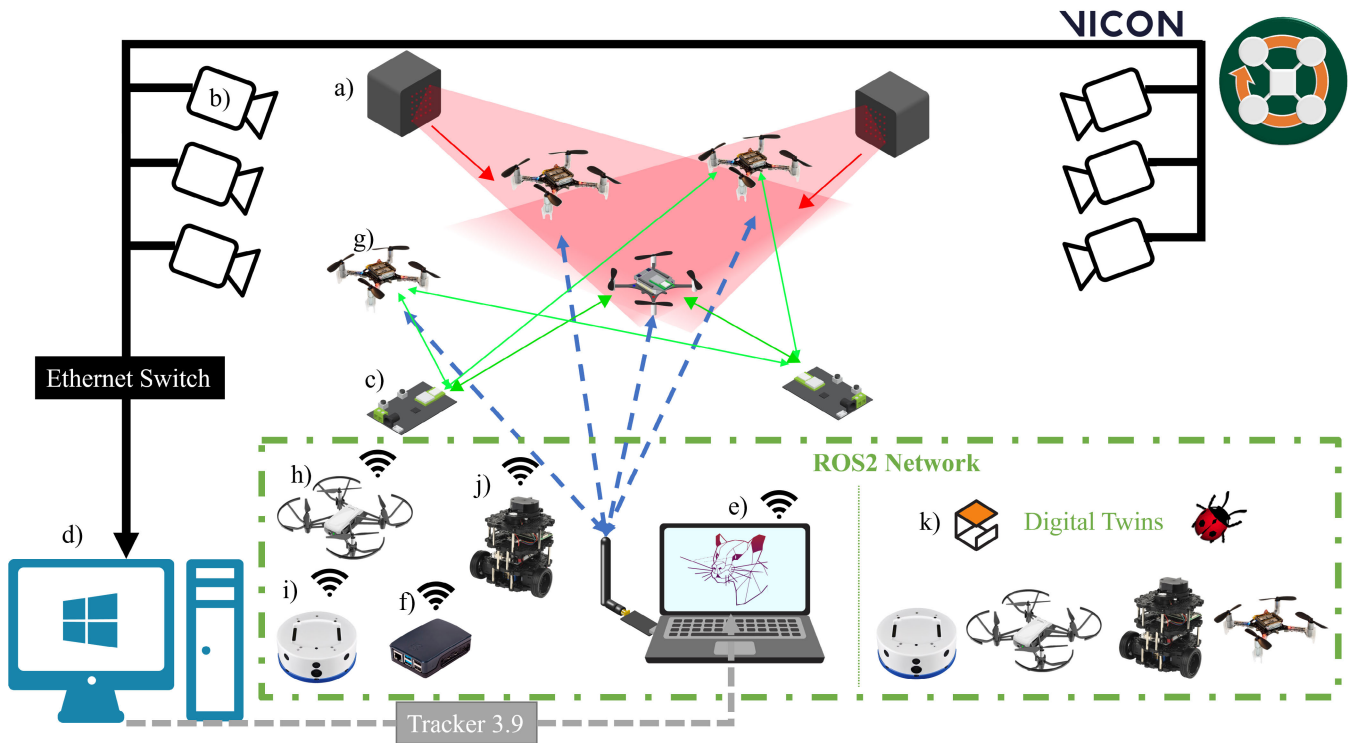 VICON
a)
b)
g)
c)
Ethernet Switch
d)
ROS2 Network
h)
j)
e)
k)
Digital Twins
i)
f)
Tracker 3.9